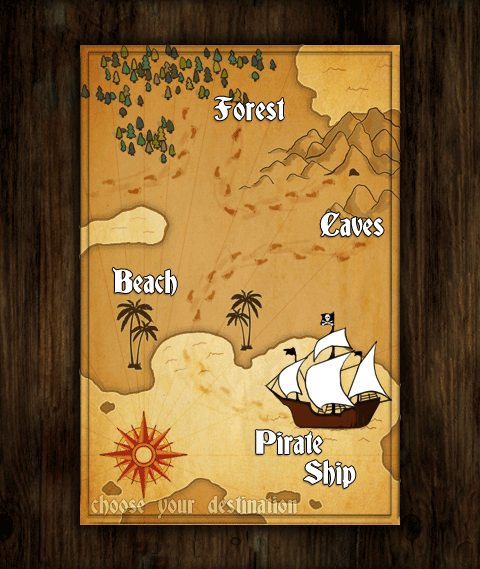 Forest
Caves
Beach
Pirate
Ship
choose your destination